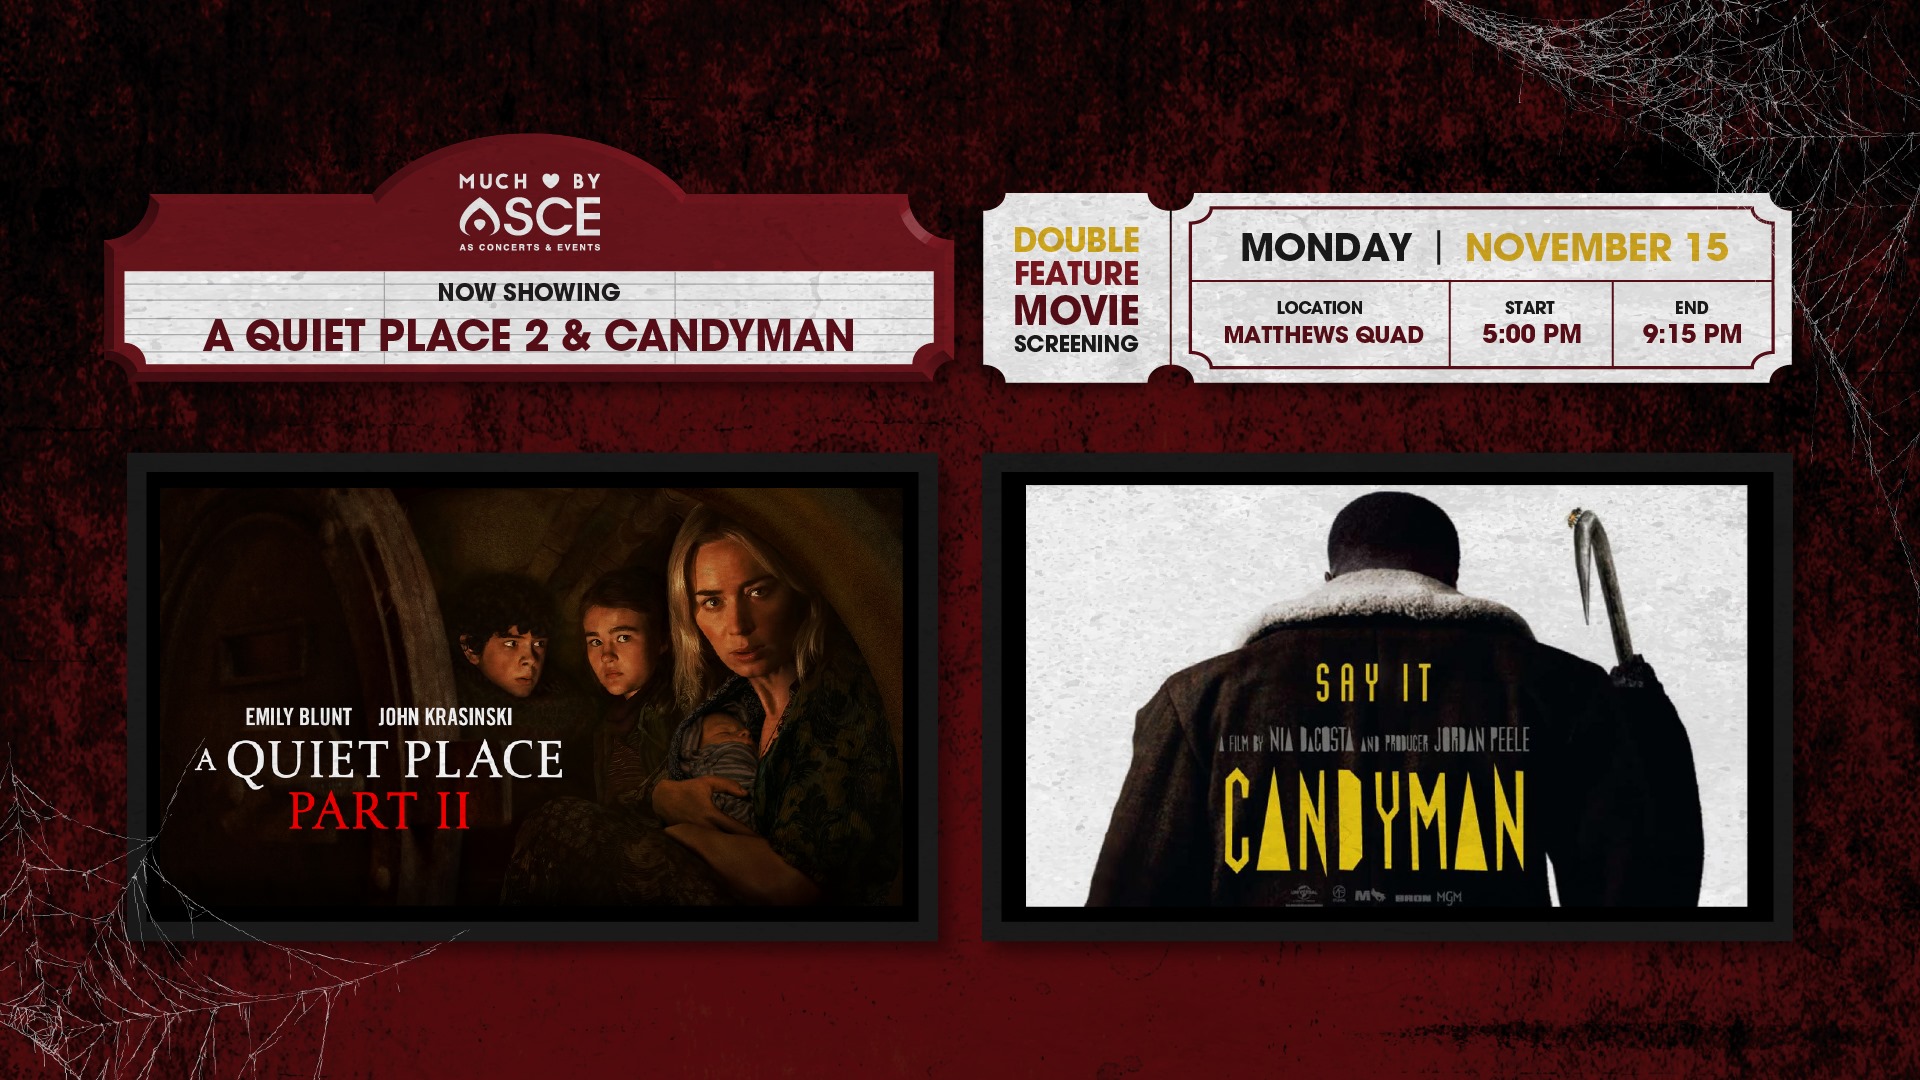 MUCH ♥ BY
ASCE
AS CONCERTS & EVENTS
NOW SHOWING
A QUIET PLACE 2 & CANDYMAN
DOUBLE
FEATURE
MOVIE
SCREENING
MONDAY | NOVEMBER 15
LOCATION
MATTHEWS QUAD
START
5:00 PM
END
9:15 PM
EMILY BLUNT JOHN KRASINSKI
A QUIET PLACE
PART II
SAY IT
A FILM BY NIA DaCOSTA AND PRODUCER JORDAN PEELE
CANDYMAN
BRON MGM